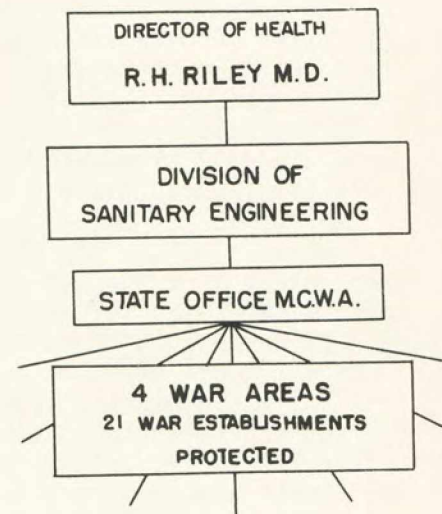 DIRECTOR OF HEALTH
R.H. RILEY M.D.
DIVISION OF
SANITARY ENGINEERING
STATE OFFICE M.C.W.A.
4 WAR AREAS
21 WAR ESTABLISHMENTS
PROTECTED